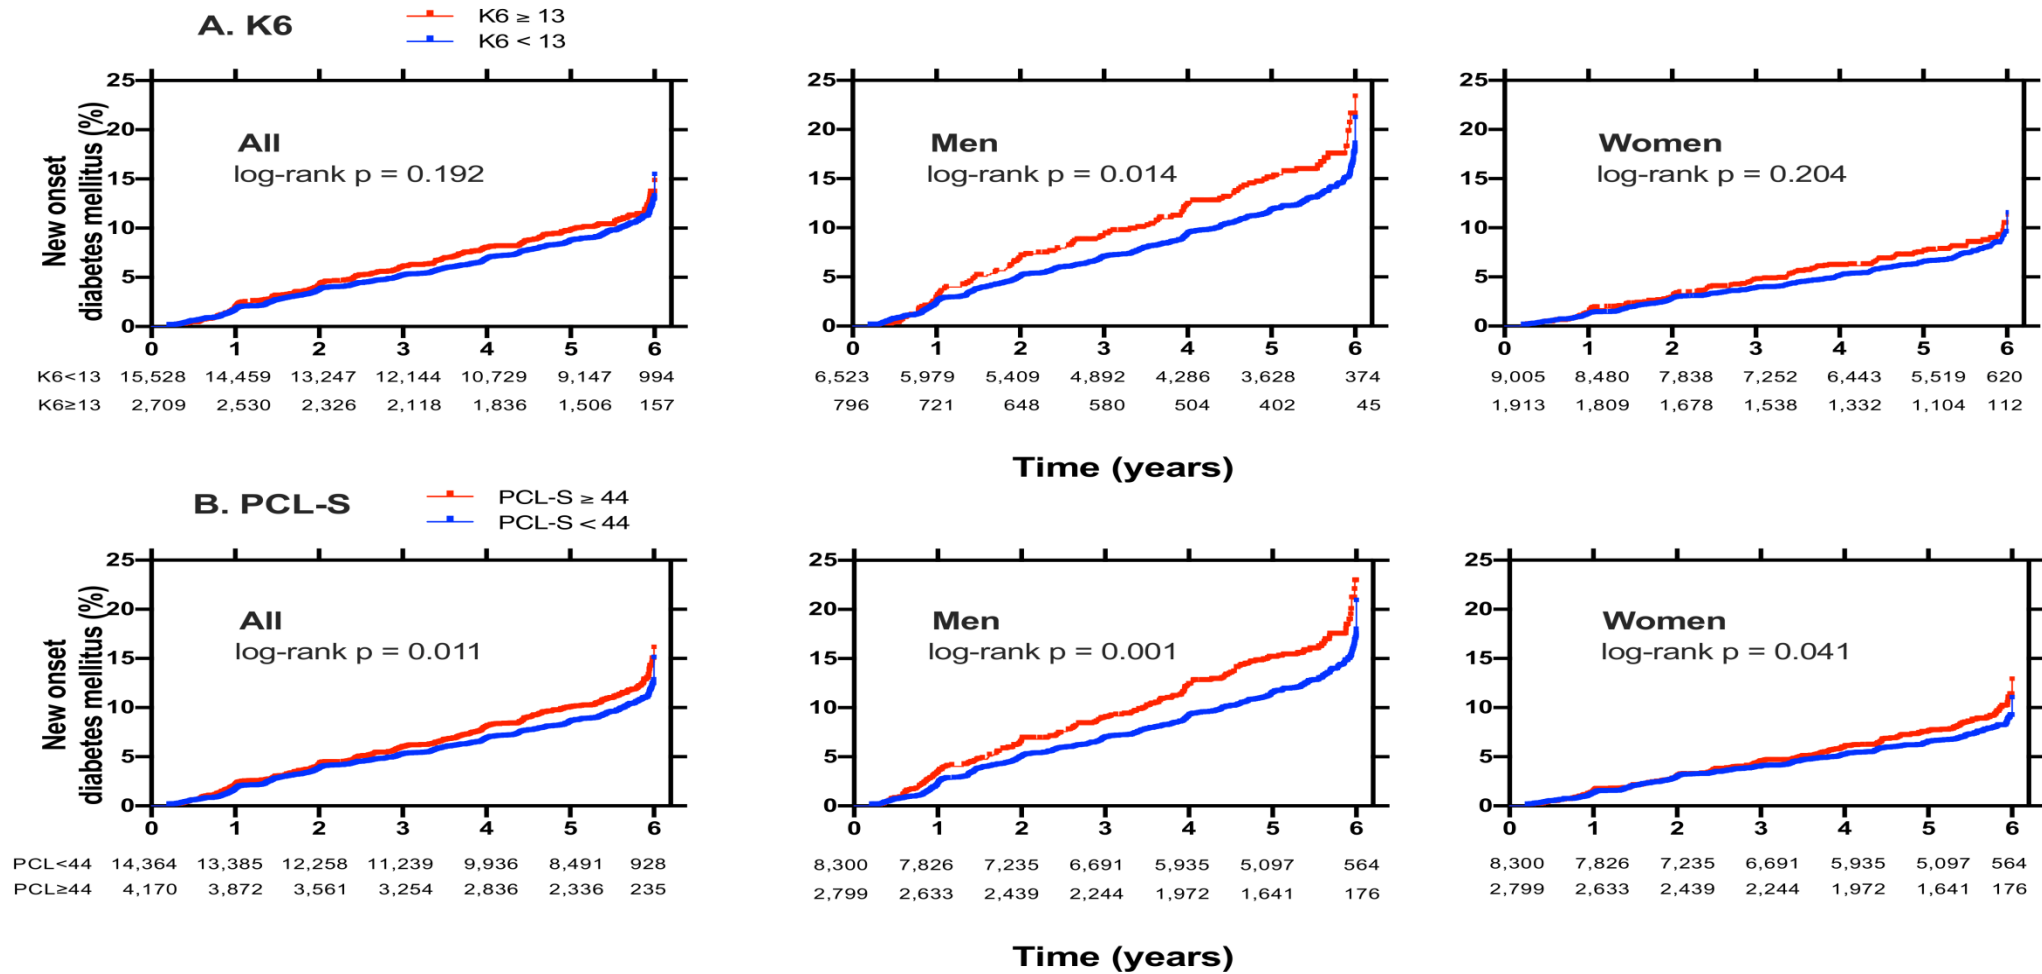 A. K6
K6 ≥ 13
K6 < 13
New onset
diabetes mellitus (%)
25
20
15
10
5
0
All
log-rank p = 0.192
0 1 2 3 4 5 6
25
20
15
10
5
0
Men
log-rank p = 0.014
0 1 2 3 4 5 6
25
20
15
10
5
0
Women
log-rank p = 0.204
0 1 2 3 4 5 6
K6<13 15,528 14,459 13,247 12,144 10,729 9,147 994
K6≥13 2,709 2,530 2,326 2,118 1,836 1,506 157
6,523 5,979 5,409 4,892 4,286 3,628 374
796 721 648 580 504 402 45
9,005 8,480 7,838 7,252 6,443 5,519 620
1,913 1,809 1,678 1,538 1,332 1,104 112
Time (years)
B. PCL-S
PCL-S ≥ 44
PCL-S < 44
New onset
diabetes mellitus (%)
25
20
15
10
5
0
All
log-rank p = 0.011
0 1 2 3 4 5 6
25
20
15
10
5
0
Men
log-rank p = 0.001
0 1 2 3 4 5 6
25
20
15
10
5
0
Women
log-rank p = 0.041
0 1 2 3 4 5 6
PCL<44 14,364 13,385 12,258 11,239 9,936 8,491 928
PCL≥44 4,170 3,872 3,561 3,254 2,836 2,336 235
8,300 7,826 7,235 6,691 5,935 5,097 564
2,799 2,633 2,439 2,244 1,972 1,641 176
8,300 7,826 7,235 6,691 5,935 5,097 564
2,799 2,633 2,439 2,244 1,972 1,641 176
Time (years)